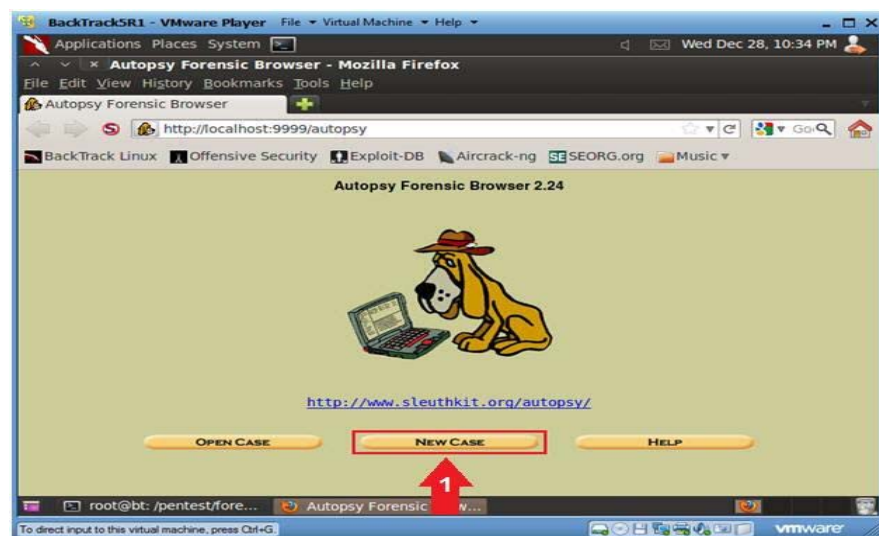 BackTrack5R1 - VMware Player File Virtual Machine Help
Applications Places System Wed Dec 28, 10:34 PM
Autopsy Forensic Browser - Mozilla Firefox
File Edit View History Bookmarks Tools Help
Autopsy Forensic Browser
http://localhost:9999/autopsy
BackTrack Linux Offensive Security Exploit-DB Aircrack-ng SE SEORG.org Music
Autopsy Forensic Browser 2.24
http://www.sleuthkit.org/autopsy/
OPEN CASE NEW CASE HELP
1
root@bt: /pentest/fore... Autopsy Forensic
To direct input to this virtual machine, press Ctrl+G. vmware